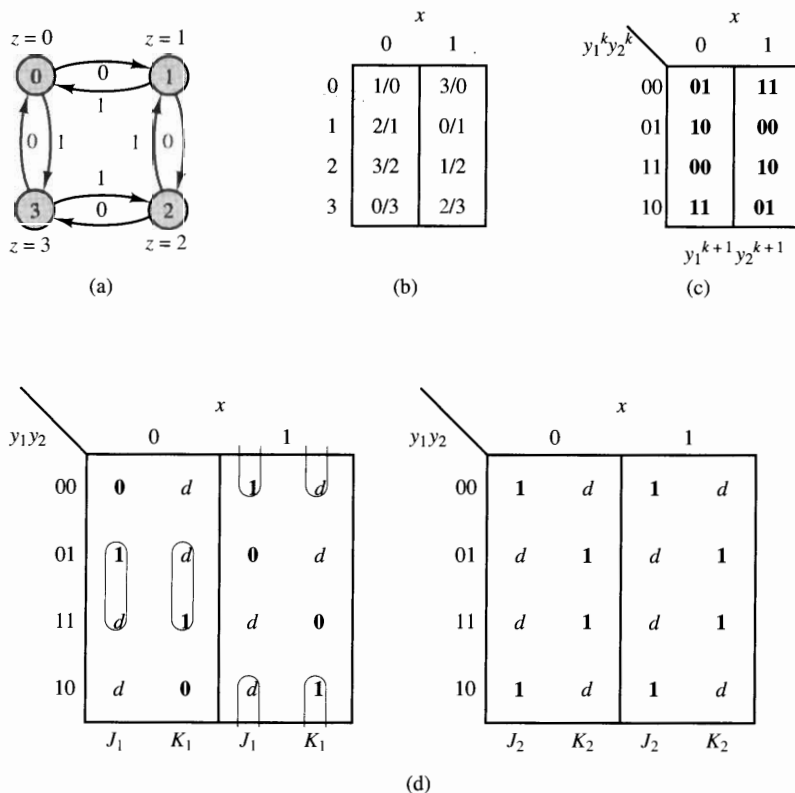 z = 0 z = 1
0 0 1
1
0 1 1 0
1
3 0 2
z = 3 z = 2
(a)
x
0 1
0 1/0 3/0
1 2/1 0/1
2 3/2 1/2
3 0/3 2/3
(b)
x
y₁ᵏy₂ᵏ 0 1
00 01 11
01 10 00
11 00 10
10 11 01
y₁ᵏ⁺¹y₂ᵏ⁺¹
(c)
x
y₁y₂ 0 1
00 0 d 1 d
01 1 d 0 d
11 d 1 d 0
10 d 0 d 1
J₁ K₁ J₁ K₁
x
y₁y₂ 0 1
00 1 d 1 d
01 d 1 d 1
11 d 1 d 1
10 1 d 1 d
J₂ K₂ J₂ K₂
(d)